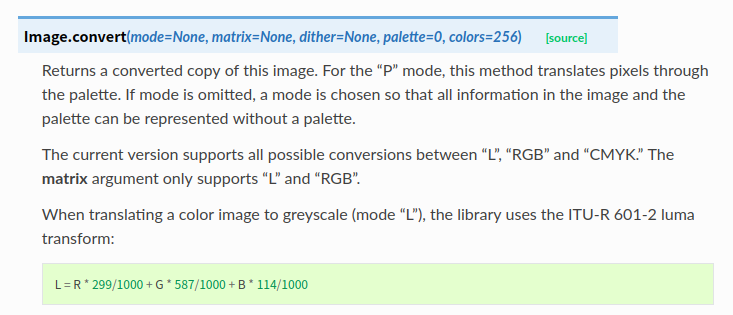 Image.convert(mode=None, matrix=None, dither=None, palette=0, colors=256) [source]
Returns a converted copy of this image. For the “P” mode, this method translates pixels through
the palette. If mode is omitted, a mode is chosen so that all information in the image and the
palette can be represented without a palette.
The current version supports all possible conversions between “L”, “RGB” and “CMYK.” The
matrix argument only supports “L” and “RGB”.
When translating a color image to greyscale (mode “L”), the library uses the ITU-R 601-2 luma
transform:
L = R * 299/1000 + G * 587/1000 + B * 114/1000